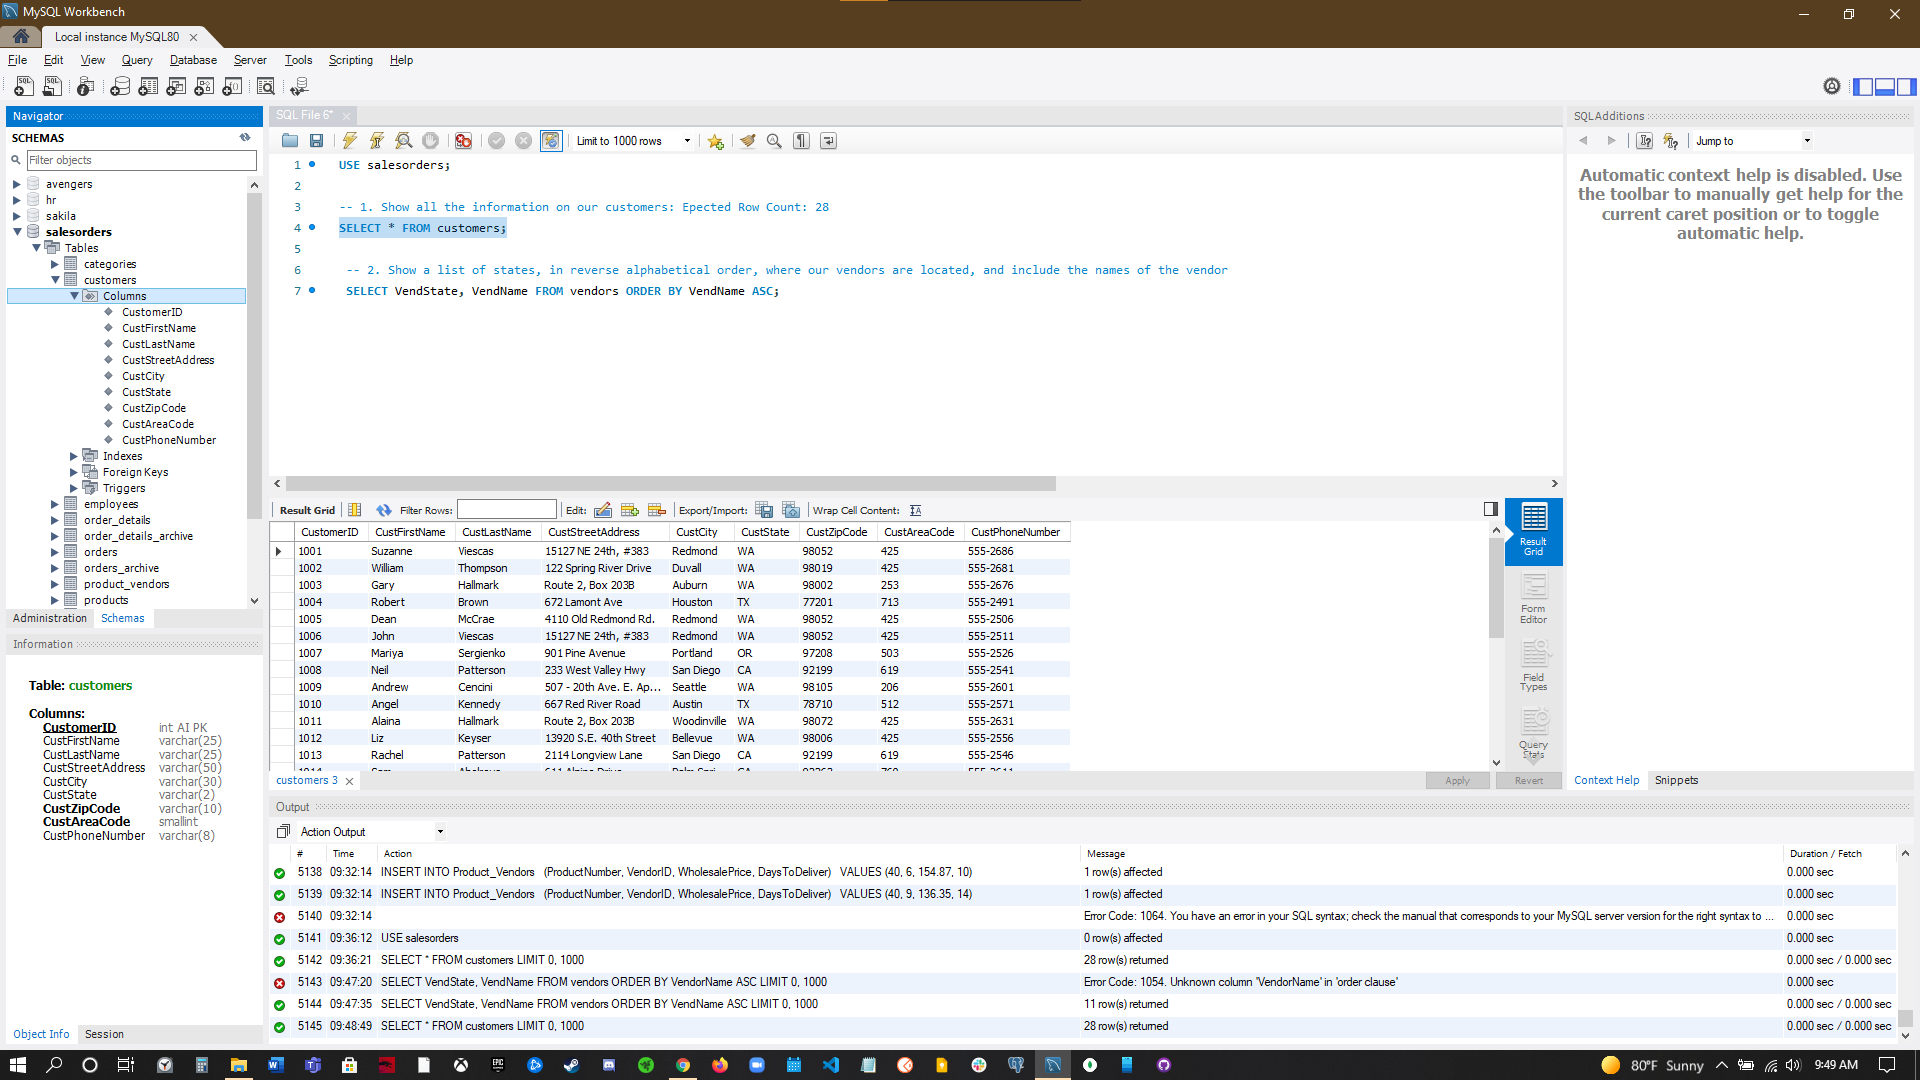 MySQL Workbench
Local instance MySQL80
File Edit View Query Database Server Tools Scripting Help
Navigator
SCHEMAS
Filter objects
avengers
hr
sakila
salesorders
Tables
categories
customers
Columns
CustomerID
CustFirstName
CustLastName
CustStreetAddress
CustCity
CustState
CustZipCode
CustAreaCode
CustPhoneNumber
Indexes
Foreign Keys
Triggers
employees
order_details
order_details_archive
orders
orders_archive
product_vendors
products
Administration Schemas
Information
Table: customers
Columns:
CustomerID int AI PK
CustFirstName varchar(25)
CustLastName varchar(25)
CustStreetAddress varchar(50)
CustCity varchar(30)
CustState varchar(2)
CustZipCode varchar(10)
CustAreaCode smallint
CustPhoneNumber varchar(8)
Object Info Session
SQL File 6*
Limit to 1000 rows
1 USE salesorders;
2
3 -- 1. Show all the information on our customers: Epected Row Count: 28
4 SELECT * FROM customers;
5
6 -- 2. Show a list of states, in reverse alphabetical order, where our vendors are located, and include the names of the vendor
7 SELECT VendState, VendName FROM vendors ORDER BY VendName ASC;
Result Grid Filter Rows: Edit: Export/Import: Wrap Cell Content:
CustomerID CustFirstName CustLastName CustStreetAddress CustCity CustState CustZipCode CustAreaCode CustPhoneNumber
1001 Suzanne Viescas 15127 NE 24th, #383 Redmond WA 98052 425 555-2686
1002 William Thompson 122 Spring River Drive Duvall WA 98019 425 555-2681
1003 Gary Hallmark Route 2, Box 203B Auburn WA 98002 253 555-2676
1004 Robert Brown 672 Lamont Ave Houston TX 77201 713 555-2491
1005 Dean McCrae 4110 Old Redmond Rd. Redmond WA 98052 425 555-2506
1006 John Viescas 15127 NE 24th, #383 Redmond WA 98052 425 555-2511
1007 Mariya Sergienko 901 Pine Avenue Portland OR 97208 503 555-2526
1008 Neil Patterson 233 West Valley Hwy San Diego CA 92199 619 555-2541
1009 Andrew Cencini 507 - 20th Ave. E. Ap... Seattle WA 98105 206 555-2601
1010 Angel Kennedy 667 Red River Road Austin TX 78710 512 555-2571
1011 Alaina Hallmark Route 2, Box 203B Woodinville WA 98072 425 555-2631
1012 Liz Keyser 13920 S.E. 40th Street Bellevue WA 98006 425 555-2556
1013 Rachel Patterson 2114 Longview Lane San Diego CA 92199 619 555-2546
Result Grid
Form Editor
Field Types
Query Stats
customers 3
Apply Revert
SQLAdditions
Jump to
Automatic context help is disabled. Use
the toolbar to manually get help for the
current caret position or to toggle
automatic help.
Context Help Snippets
Output
Action Output
# Time Action Message Duration / Fetch
5138 09:32:14 INSERT INTO Product_Vendors (ProductNumber, VendorID, WholesalePrice, DaysToDeliver) VALUES (40, 6, 154.87, 10) 1 row(s) affected 0.000 sec
5139 09:32:14 INSERT INTO Product_Vendors (ProductNumber, VendorID, WholesalePrice, DaysToDeliver) VALUES (40, 9, 136.35, 14) 1 row(s) affected 0.000 sec
5140 09:32:14 Error Code: 1064. You have an error in your SQL syntax; check the manual that corresponds to your MySQL server version for the right syntax to ... 0.000 sec
5141 09:36:12 USE salesorders 0 row(s) affected 0.000 sec
5142 09:36:21 SELECT * FROM customers LIMIT 0, 1000 28 row(s) returned 0.000 sec / 0.000 sec
5143 09:47:20 SELECT VendState, VendName FROM vendors ORDER BY VendorName ASC LIMIT 0, 1000 Error Code: 1054. Unknown column 'VendorName' in 'order clause' 0.000 sec
5144 09:47:35 SELECT VendState, VendName FROM vendors ORDER BY VendName ASC LIMIT 0, 1000 11 row(s) returned 0.000 sec / 0.000 sec
5145 09:48:49 SELECT * FROM customers LIMIT 0, 1000 28 row(s) returned 0.000 sec / 0.000 sec
80°F Sunny 9:49 AM